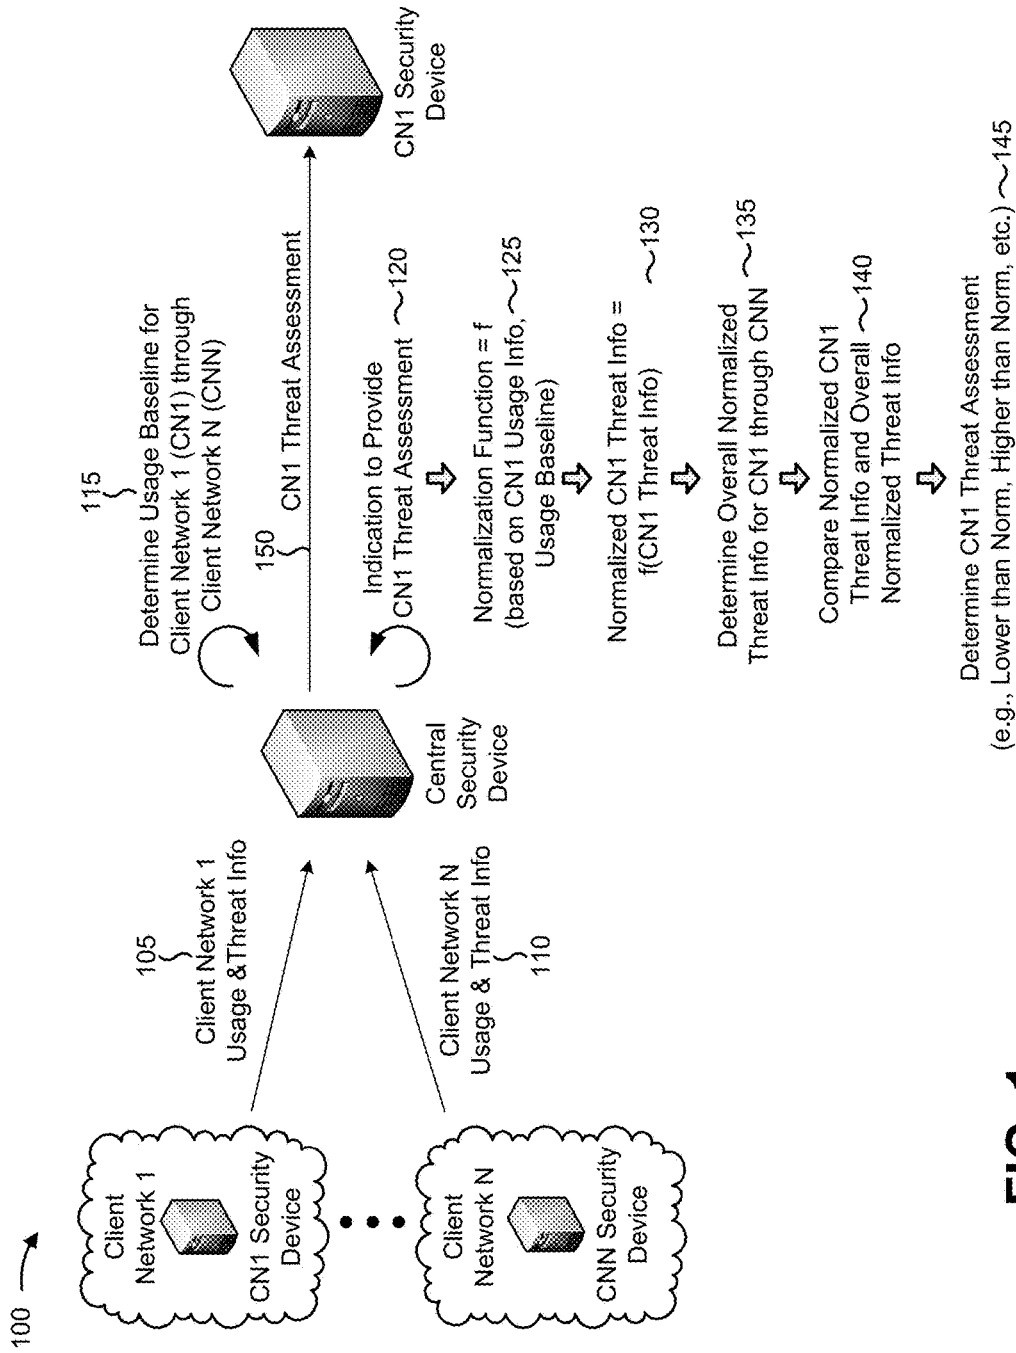 100
Client
Network 1
CN1 Security
Device
Client
Network N
CNN Security
Device
105
Client Network 1
Usage &Threat Info
Client Network N
Usage & Threat Info
110
Central
Security
Device
115
Determine Usage Baseline for
Client Network 1 (CN1) through
Client Network N (CNN)
150
CN1 Threat Assessment
CN1 Security
Device
Indication to Provide
CN1 Threat Assessment 120
Normalization Function = f
(based on CN1 Usage Info, 125
Usage Baseline)
Normalized CN1 Threat Info =
f(CN1 Threat Info) 130
Determine Overall Normalized
Threat Info for CN1 through CNN 135
Compare Normalized CN1
Threat Info and Overall 140
Normalized Threat Info
Determine CN1 Threat Assessment
(e.g., Lower than Norm, Higher than Norm, etc.) 145
FIG. 1